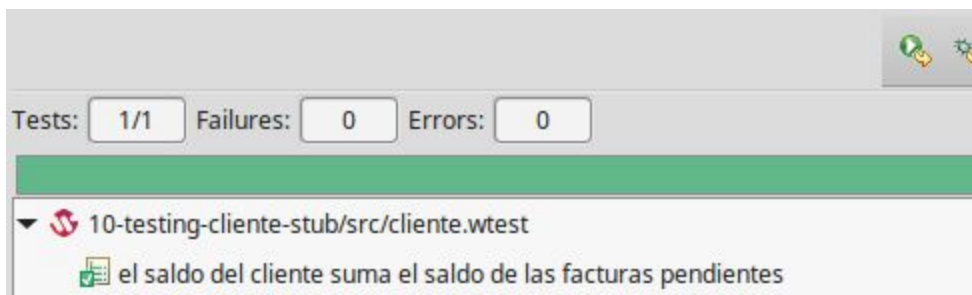 Tests: 1/1 Failures: 0 Errors: 0
10-testing-cliente-stub/src/cliente.wtest
el saldo del cliente suma el saldo de las facturas pendientes